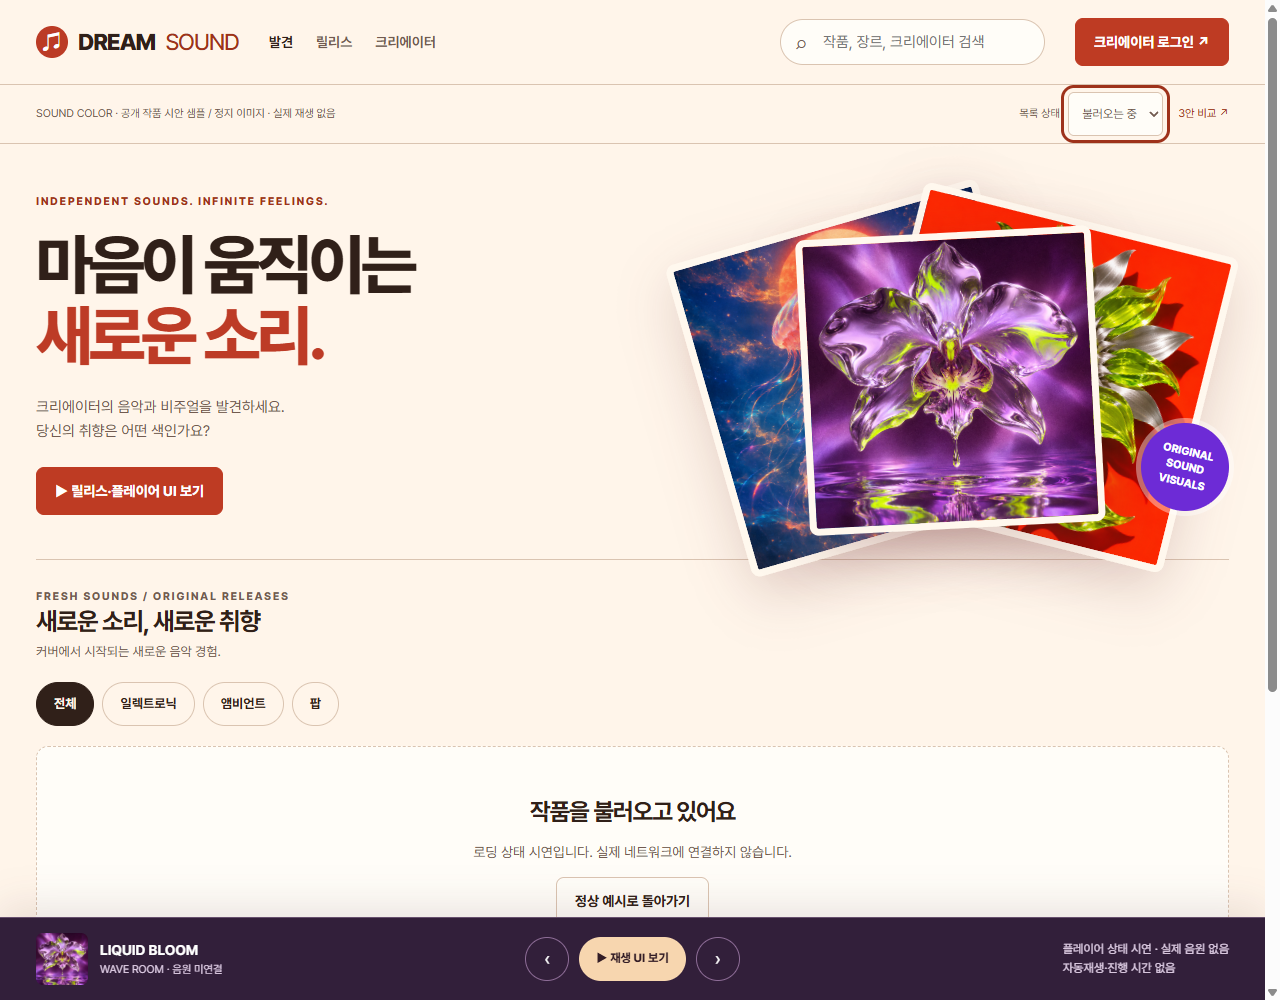 DREAM SOUND
발견
릴리스
크리에이터
작품, 장르, 크리에이터 검색
크리에이터 로그인 ↗
SOUND COLOR · 공개 작품 시안 샘플 / 정지 이미지 · 실제 재생 없음
목록 상태
불러오는 중
3안 비교 ↗
INDEPENDENT SOUNDS. INFINITE FEELINGS.
마음이 움직이는
새로운 소리.
크리에이터의 음악과 비주얼을 발견하세요.
당신의 취향은 어떤 색인가요?
▶ 릴리스·플레이어 UI 보기
ORIGINAL
SOUND
VISUALS
FRESH SOUNDS / ORIGINAL RELEASES
새로운 소리, 새로운 취향
커버에서 시작되는 새로운 음악 경험.
전체
일렉트로닉
앰비언트
팝
작품을 불러오고 있어요
로딩 상태 시연입니다. 실제 네트워크에 연결하지 않습니다.
정상 예시로 돌아가기
LIQUID BLOOM
WAVE ROOM · 음원 미연결
‹
▶ 재생 UI 보기
›
플레이어 상태 시연 · 실제 음원 없음
자동재생·진행 시간 없음